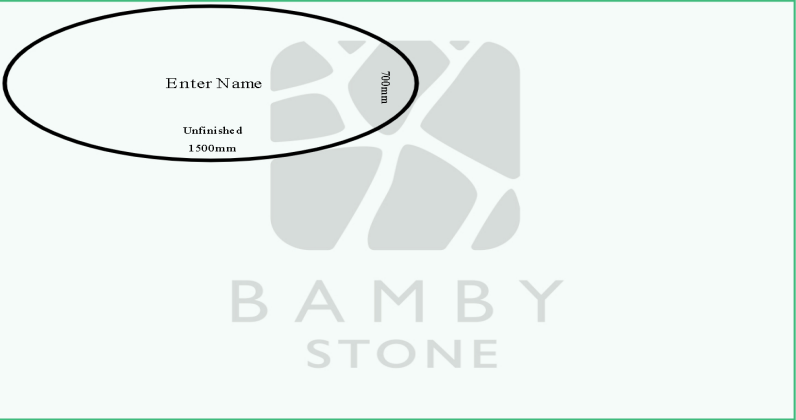 Enter Name
700mm
Unfinished
1500mm
BAMBY
STONE